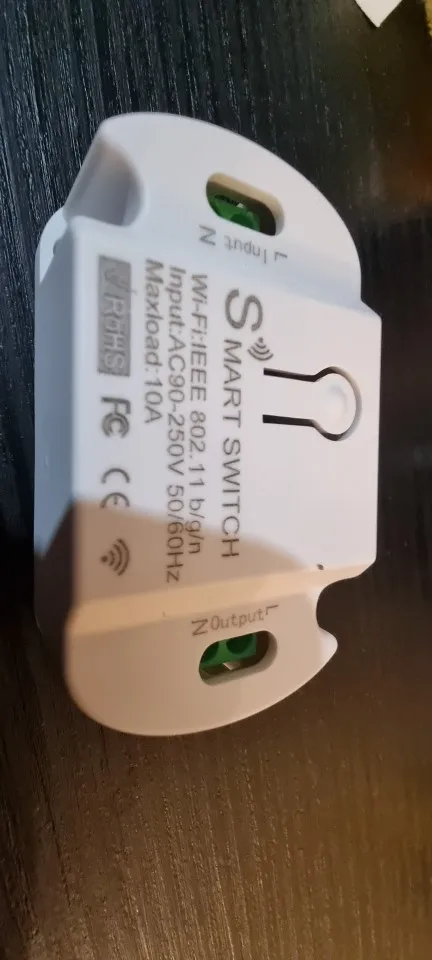 L Input N
SMART SWITCH
Wi-Fi:IEEE 802.11 b/g/n
Input:AC90-250V 50/60Hz
Maxload:10A
RoHS FC CE
N Output L